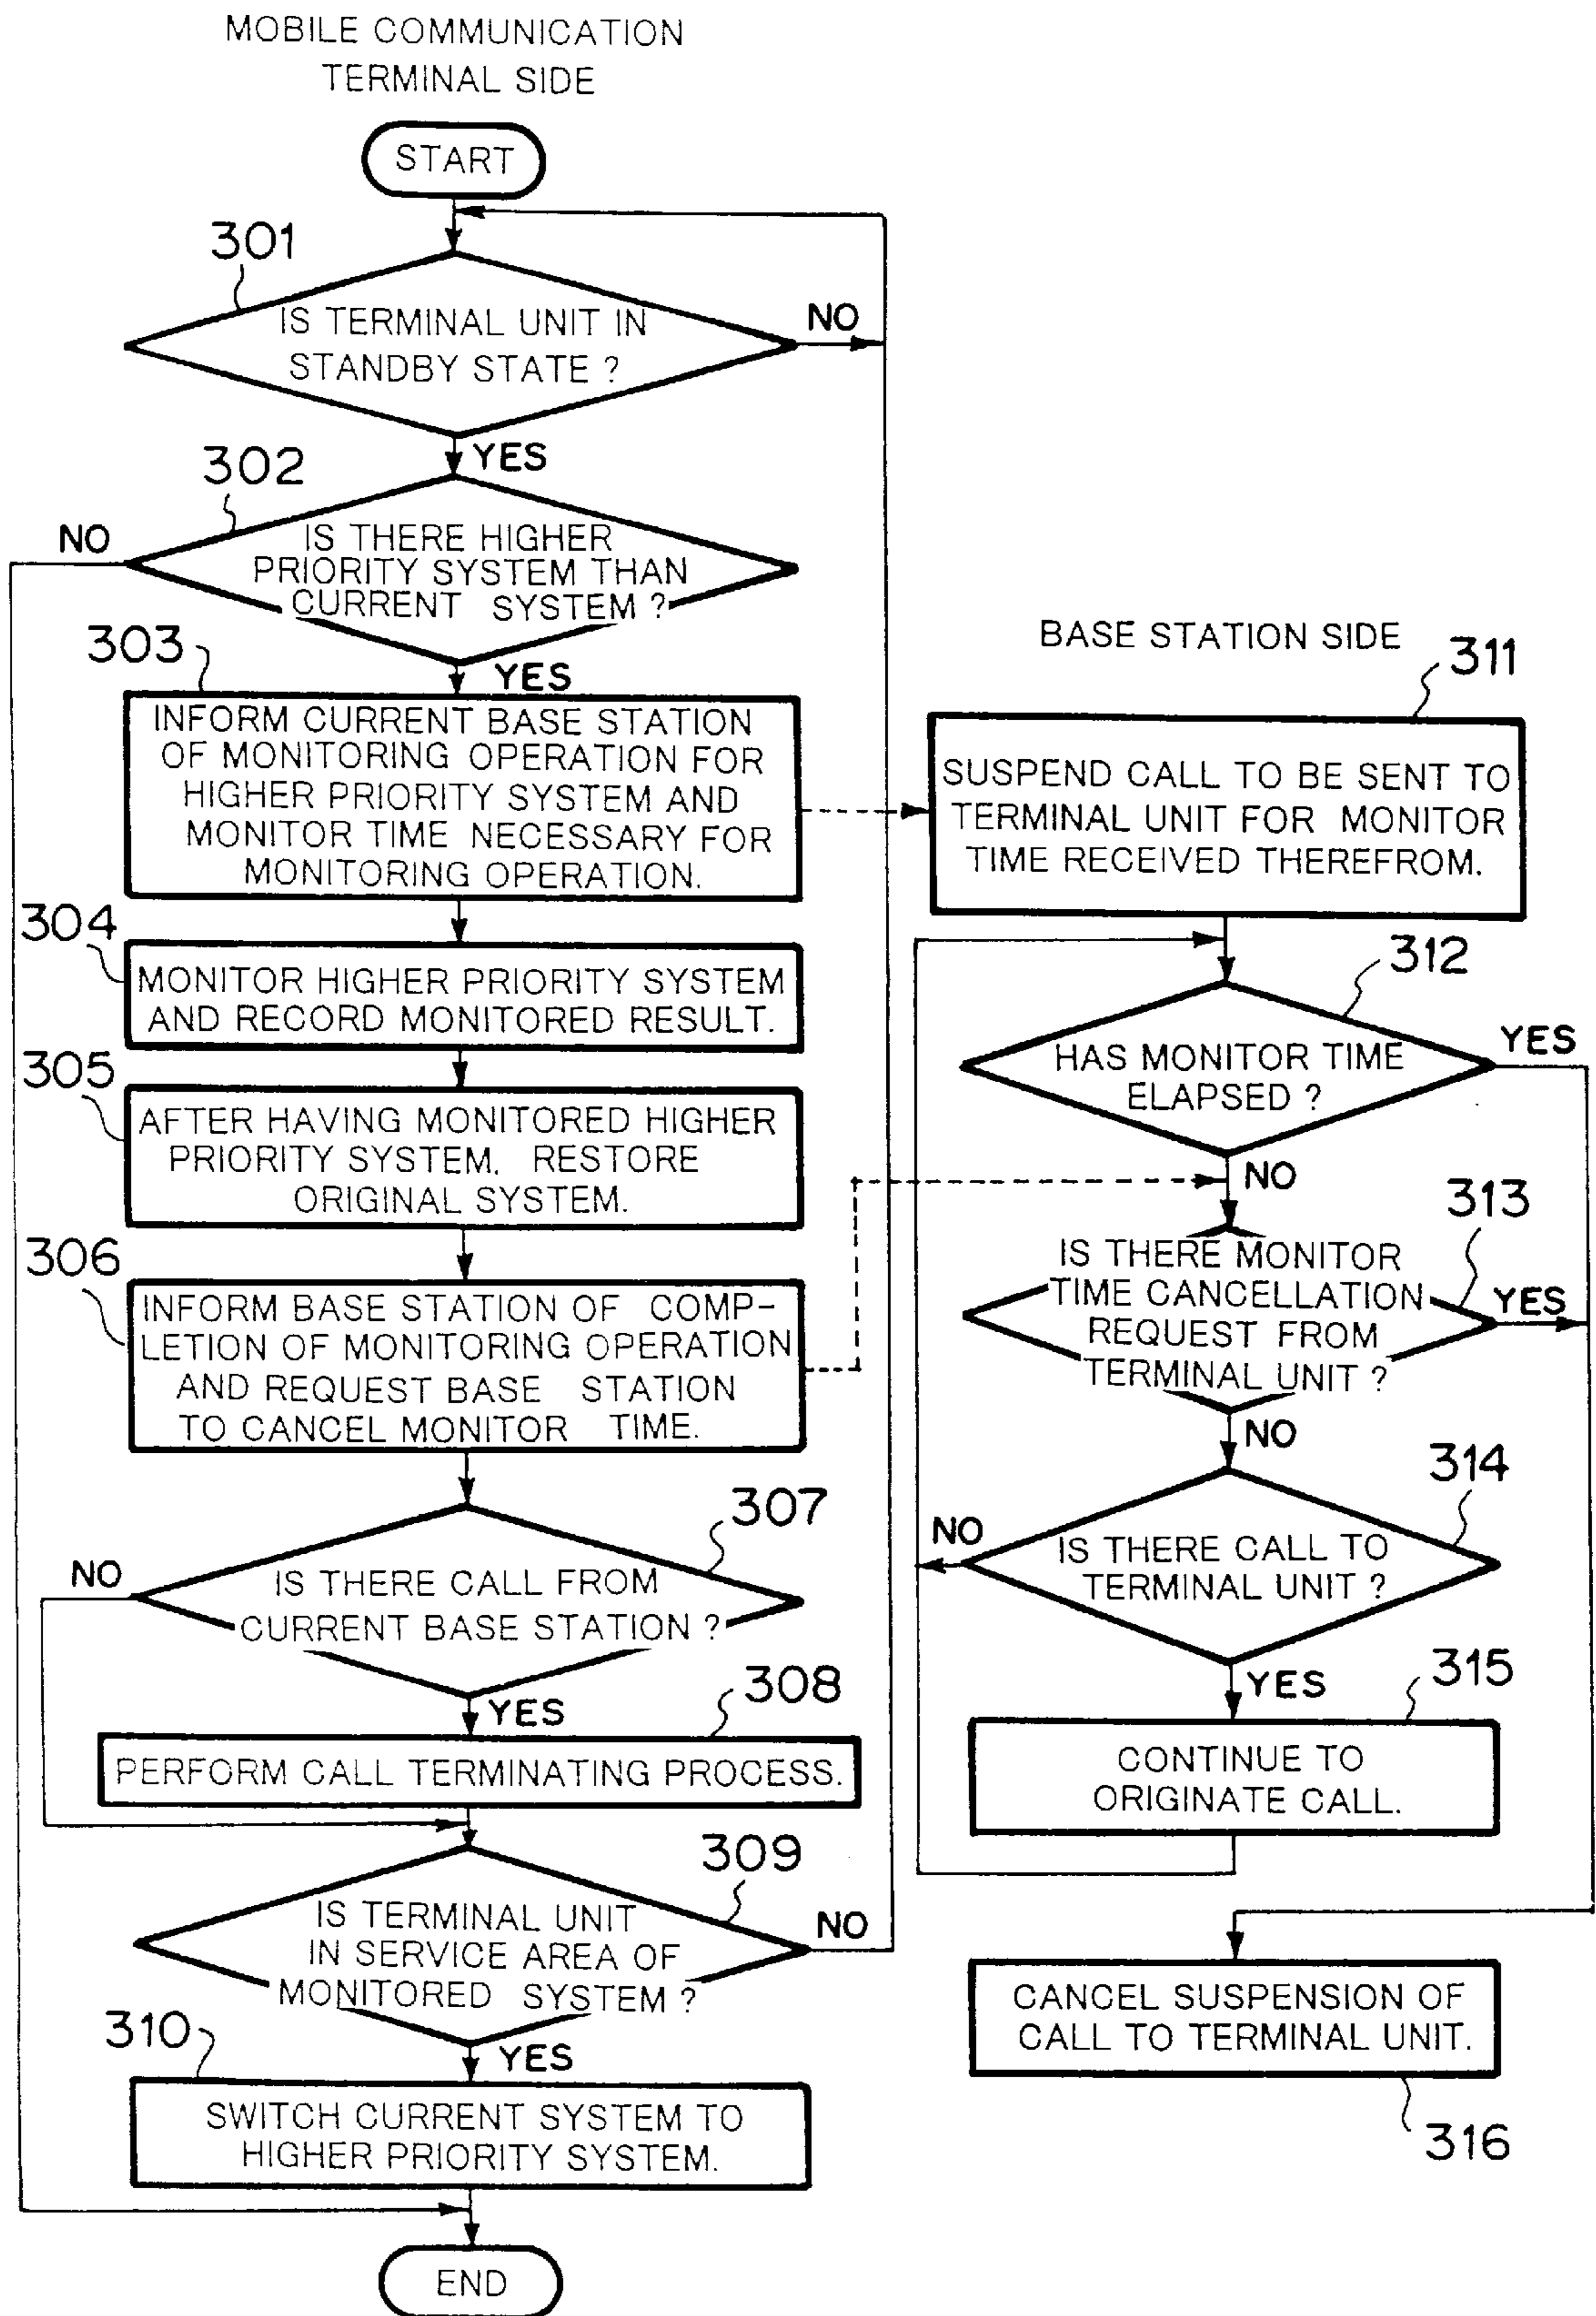 MOBILE COMMUNICATION
TERMINAL SIDE
START
301
IS TERMINAL UNIT IN
STANDBY STATE ?
NO
YES
302
NO
IS THERE HIGHER
PRIORITY SYSTEM THAN
CURRENT SYSTEM ?
YES
303
INFORM CURRENT BASE STATION
OF MONITORING OPERATION FOR
HIGHER PRIORITY SYSTEM AND
MONITOR TIME NECESSARY FOR
MONITORING OPERATION.
304
MONITOR HIGHER PRIORITY SYSTEM
AND RECORD MONITORED RESULT.
305
AFTER HAVING MONITORED HIGHER
PRIORITY SYSTEM. RESTORE
ORIGINAL SYSTEM.
306
INFORM BASE STATION OF COMP-
LETION OF MONITORING OPERATION
AND REQUEST BASE STATION
TO CANCEL MONITOR TIME.
307
NO
IS THERE CALL FROM
CURRENT BASE STATION ?
YES
308
PERFORM CALL TERMINATING PROCESS.
309
IS TERMINAL UNIT
IN SERVICE AREA OF
MONITORED SYSTEM ?
NO
YES
310
SWITCH CURRENT SYSTEM TO
HIGHER PRIORITY SYSTEM.
END
BASE STATION SIDE
311
SUSPEND CALL TO BE SENT TO
TERMINAL UNIT FOR MONITOR
TIME RECEIVED THEREFROM.
312
HAS MONITOR TIME
ELAPSED ?
YES
NO
313
IS THERE MONITOR
TIME CANCELLATION
REQUEST FROM
TERMINAL UNIT ?
YES
NO
314
NO
IS THERE CALL TO
TERMINAL UNIT ?
YES
315
CONTINUE TO
ORIGINATE CALL.
CANCEL SUSPENSION OF
CALL TO TERMINAL UNIT.
316